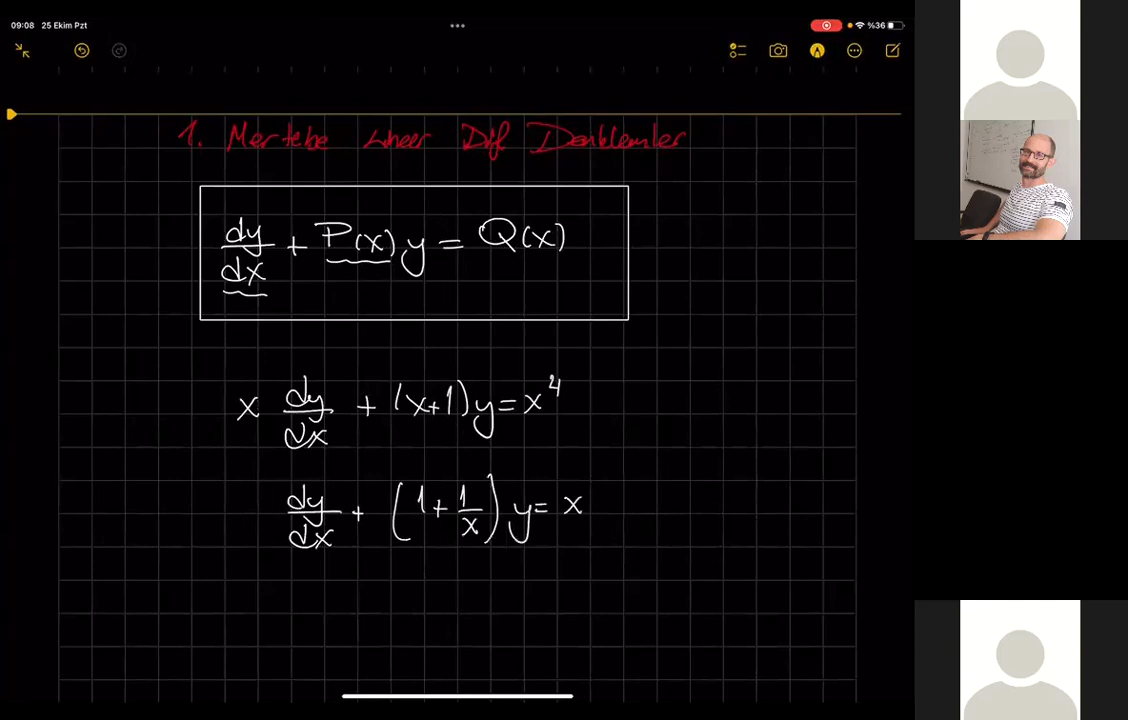 09:08 25 Ekim Pzt
%36
1. Mertebe Lineer Dif Denklemler
dy/dx + P(x)y = Q(x)
x dy/dx + (x+1)y = x⁴
dy/dx + (1 + 1/x) y = x